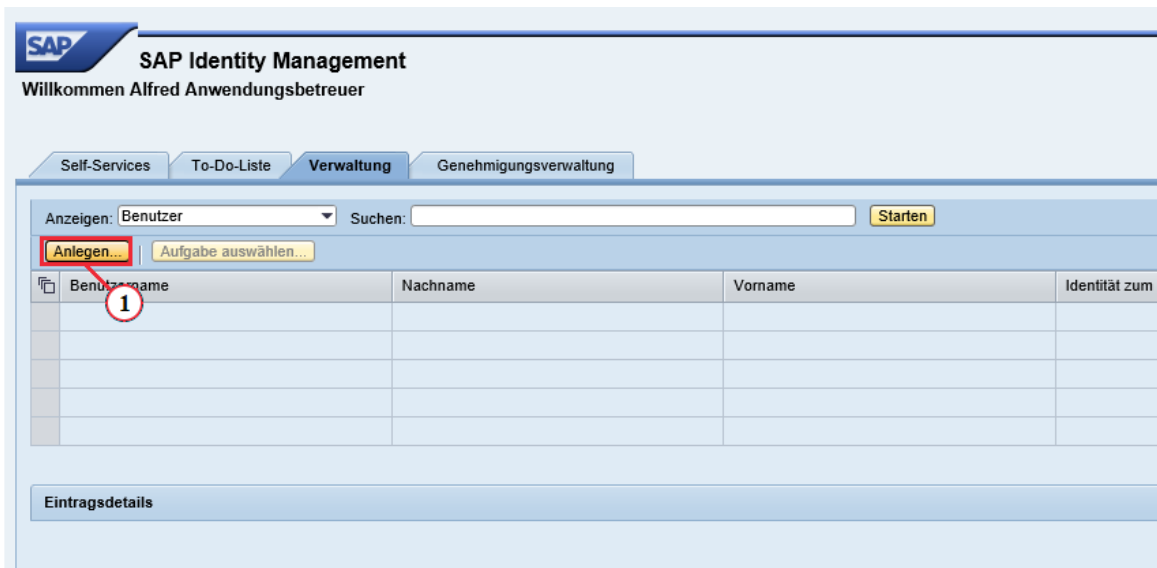 SAP
SAP Identity Management
Willkommen Alfred Anwendungsbetreuer
Self-Services To-Do-Liste Verwaltung Genehmigungsverwaltung
Anzeigen: Benutzer Suchen: Starten
Anlegen... Aufgabe auswählen...
Benutzername Nachname Vorname Identität zum
1
Eintragsdetails